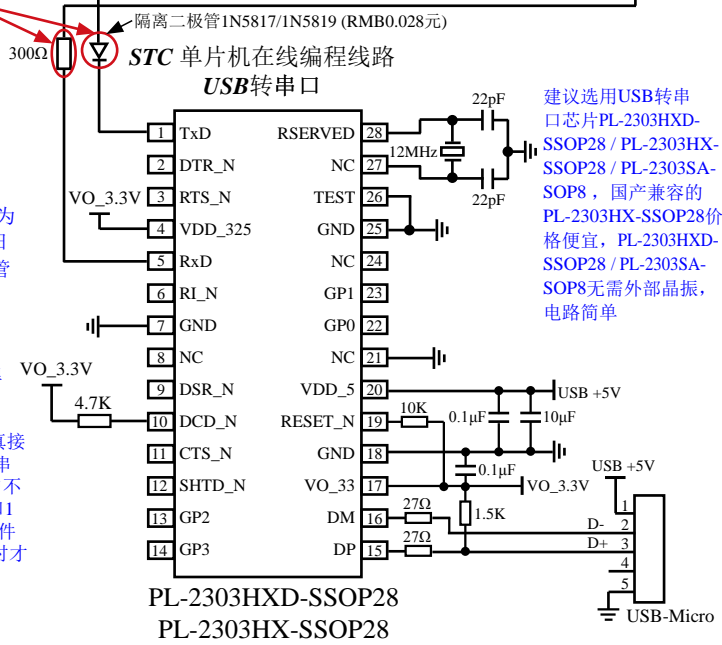 隔离二极管1N5817/1N5819 (RMB0.028元)
300Ω
STC 单片机在线编程线路
USB转串口
1 TxD
2 DTR_N
3 RTS_N
4 VDD_325
5 RxD
6 RI_N
7 GND
8 NC
9 DSR_N
10 DCD_N
11 CTS_N
12 SHTD_N
13 GP2
14 GP3
RSERVED 28
NC 27
TEST 26
GND 25
NC 24
GP1 23
GP0 22
NC 21
VDD_5 20
RESET_N 19
GND 18
VO_33 17
DM 16
DP 15
VO_3.3V
VO_3.3V
4.7K
22pF
12MHz
22pF
10K
0.1μF
10μF
USB +5V
0.1μF
VO_3.3V
27Ω
27Ω
1.5K
USB +5V
D-
D+
1
2
3
4
5
USB-Micro
建议选用USB转串
口芯片PL-2303HXD-
SSOP28 / PL-2303HX-
SSOP28 / PL-2303SA-
SOP8 ，国产兼容的
PL-2303HX-SSOP28价
格便宜，PL-2303HXD-
SSOP28 / PL-2303SA-
SOP8无需外部晶振，
电路简单
为
管
接
串
不
1
件
才
PL-2303HXD-SSOP28
PL-2303HX-SSOP28